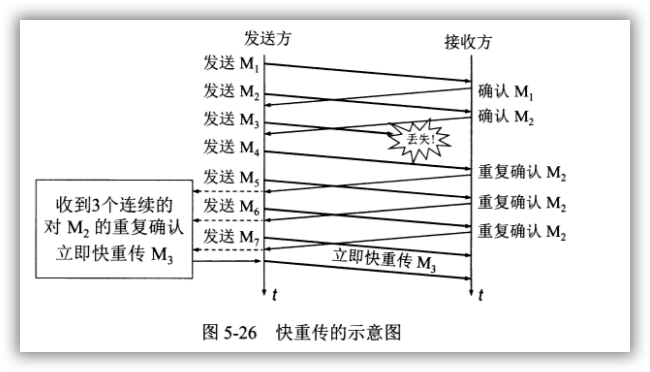 发送方
接收方
发送 M₁
确认 M₁
发送 M₂
确认 M₂
发送 M₃
丢失!
发送 M₄
重复确认 M₂
发送 M₅
重复确认 M₂
发送 M₆
重复确认 M₂
发送 M₇
收到3个连续的
对 M₂ 的重复确认
立即快重传 M₃
立即快重传 M₃
t
t
图 5-26 快重传的示意图